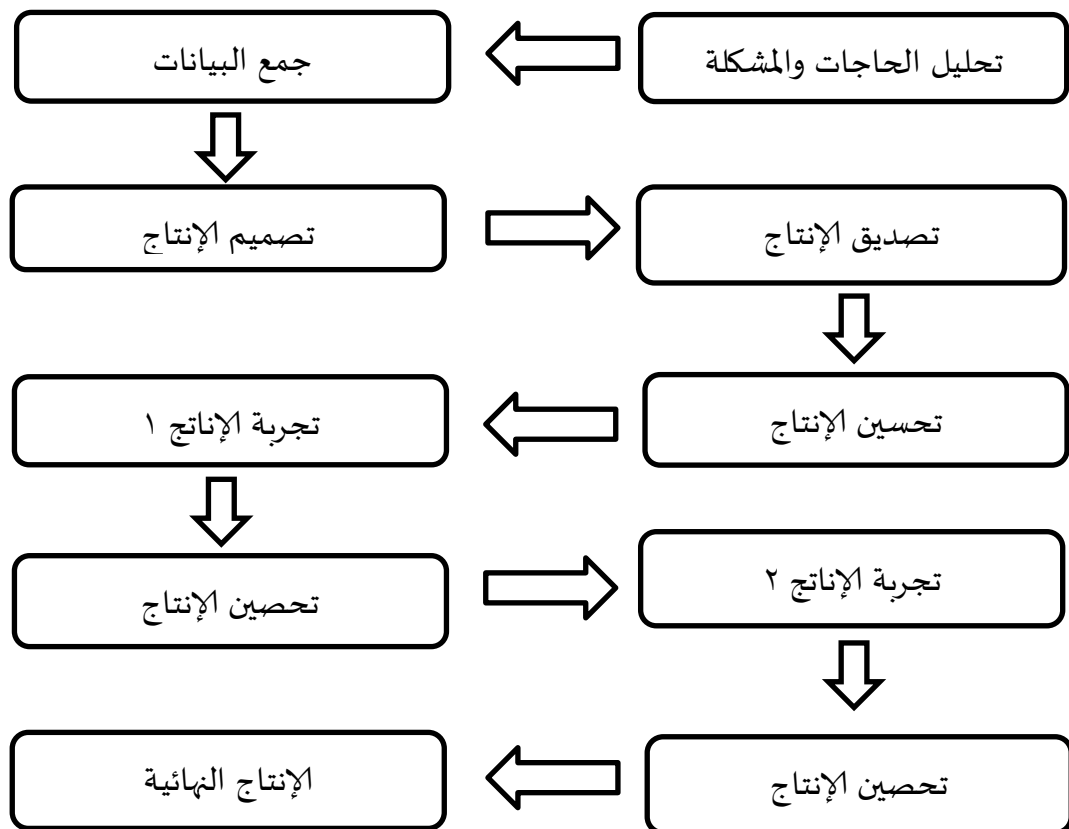 تحليل الحاجات والمشكلة
جمع البيانات
تصميم الإنتاج
تصديق الإنتاج
تحسين الإنتاج
تجربة الإناتج ١
تحصين الإنتاج
تجربة الإناتج ٢
تحصين الإنتاج
الإنتاج النهائية